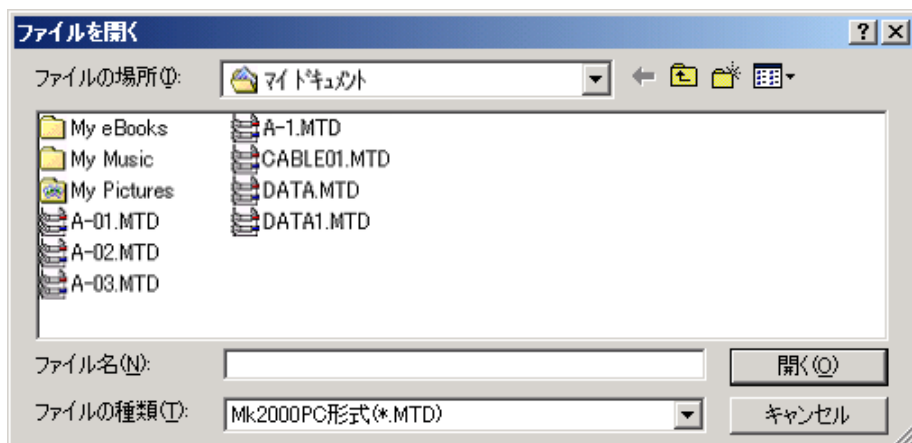 ファイルを開く
ファイルの場所(I): マイ ドキュメント
My eBooks
My Music
My Pictures
A-01.MTD
A-02.MTD
A-03.MTD
A-1.MTD
CABLE01.MTD
DATA.MTD
DATA1.MTD
ファイル名(N): 開く(O)
ファイルの種類(T): Mk2000PC形式(*.MTD) キャンセル